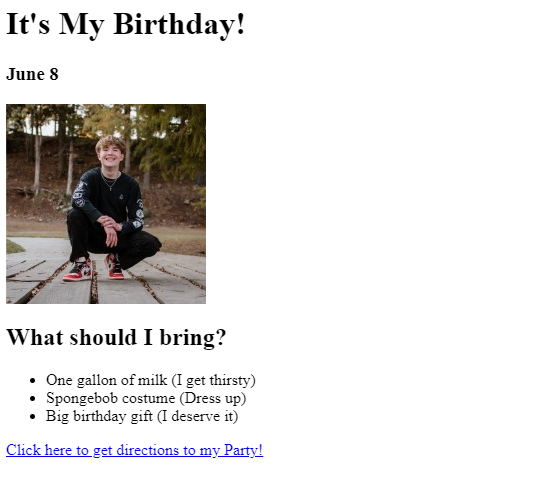 It's My Birthday!
June 8
What should I bring?
One gallon of milk (I get thirsty)
Spongebob costume (Dress up)
Big birthday gift (I deserve it)
Click here to get directions to my Party!